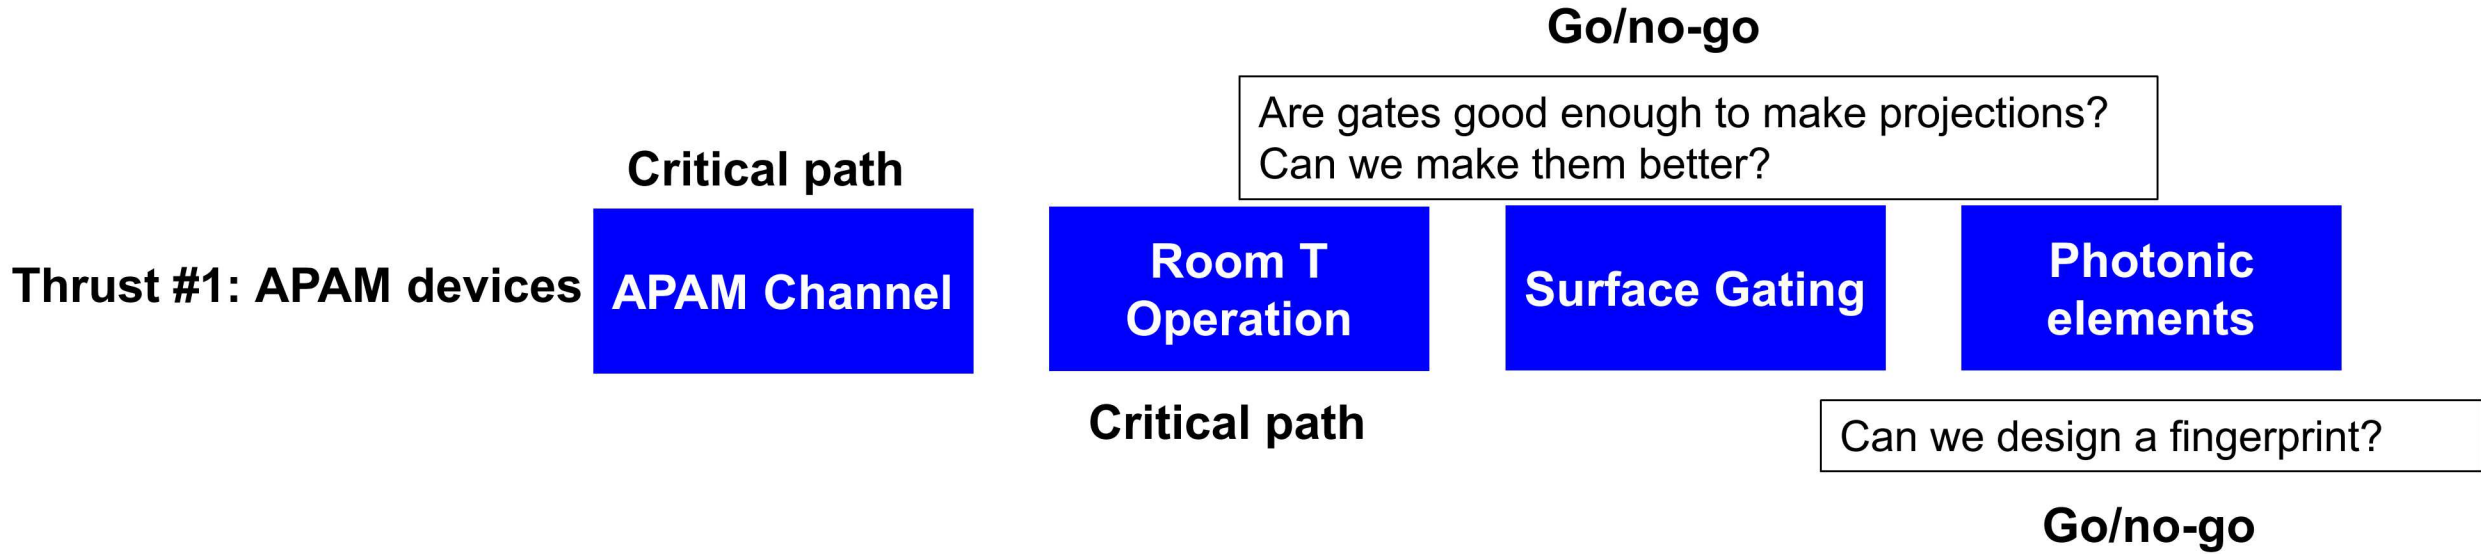 Go/no-go
Are gates good enough to make projections?
Can we make them better?
Critical path
Thrust #1: APAM devices
APAM Channel
Room T
Operation
Surface Gating
Photonic
elements
Critical path
Can we design a fingerprint?
Go/no-go